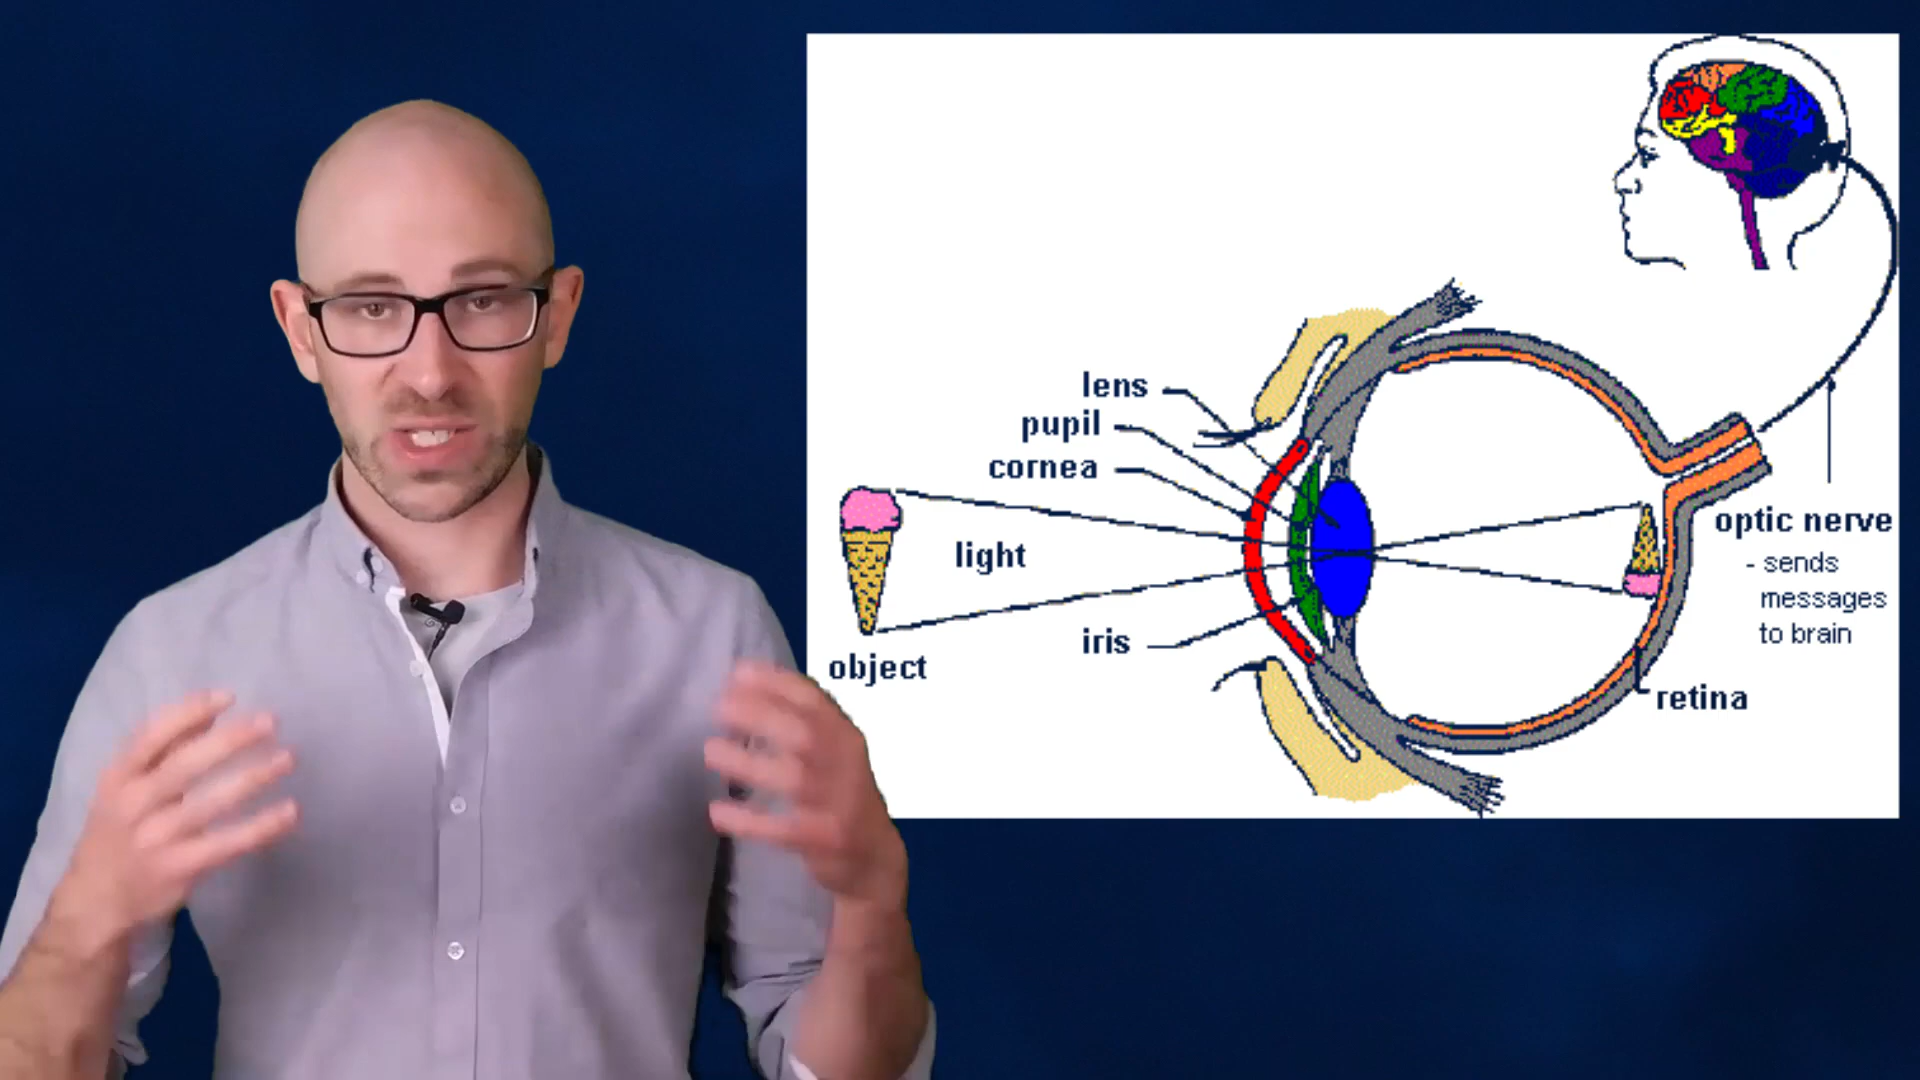 lens
pupil
cornea
light
iris
object
optic nerve
- sends
messages
to brain
retina